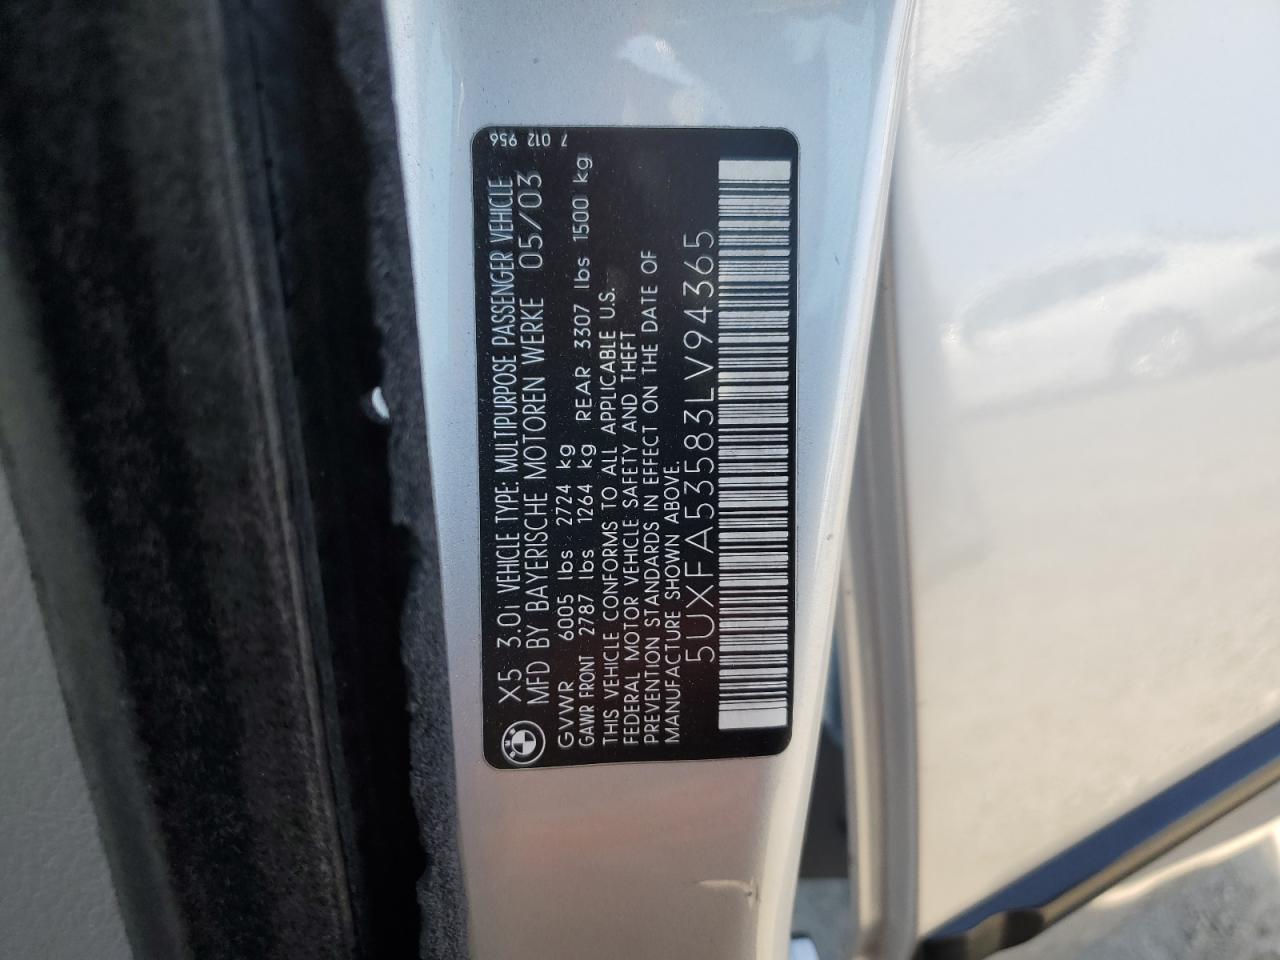 X5 3.0i VEHICLE TYPE: MULTIPURPOSE PASSENGER VEHICLE
MFD BY BAYERISCHE MOTOREN WERKE 05/03
GVWR 6005 lbs 2724 kg
GAWR FRONT 2787 lbs 1264 kg REAR 3307 lbs 1500 kg
THIS VEHICLE CONFORMS TO ALL APPLICABLE U.S.
FEDERAL MOTOR VEHICLE SAFETY AND THEFT
PREVENTION STANDARDS IN EFFECT ON THE DATE OF
MANUFACTURE SHOWN ABOVE.
5UXFA53583LV94365
7 012 956